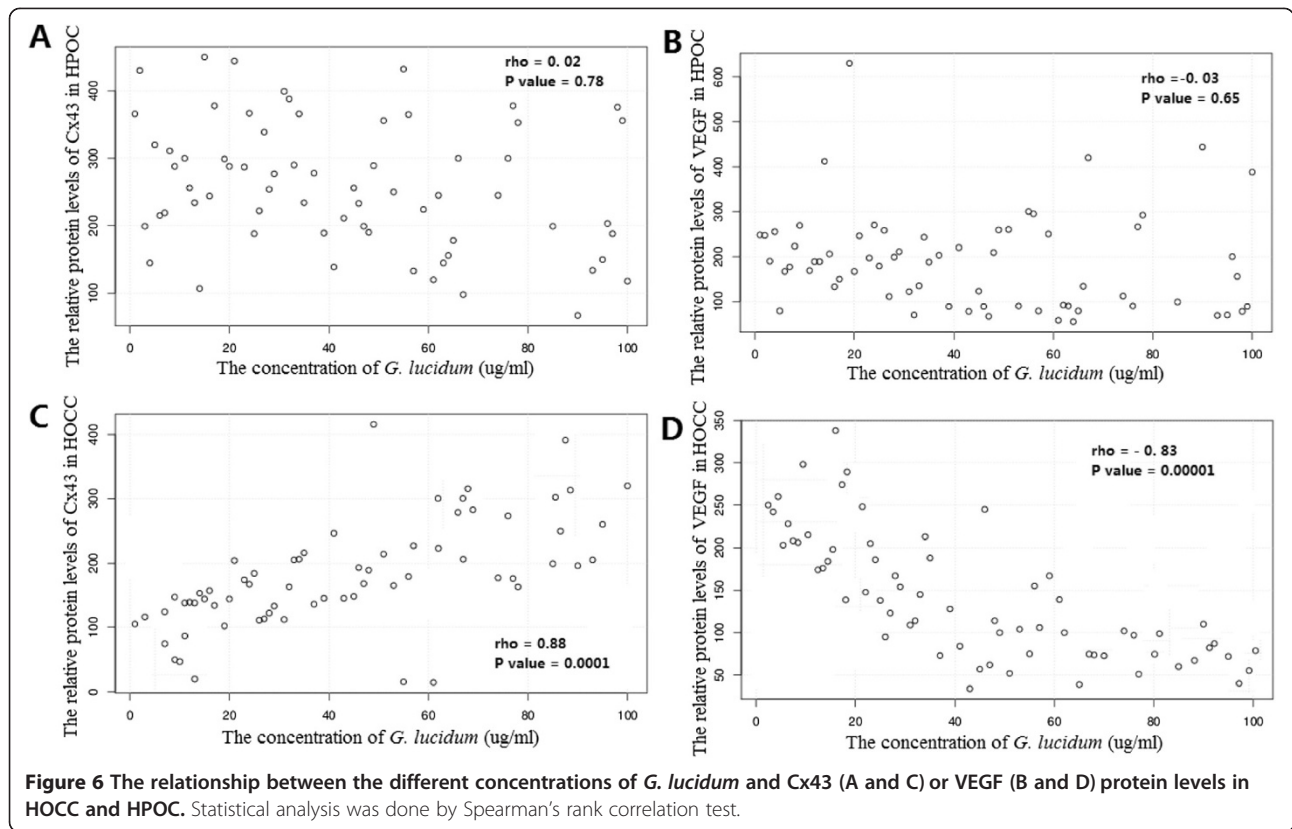 A
The relative protein levels of Cx43 in HPOC
400
300
200
100
rho = 0. 02
P value = 0.78
0 20 40 60 80 100
The concentration of G. lucidum (ug/ml)
B
The relative protein levels of VEGF in HPOC
600
500
400
300
200
100
rho =-0. 03
P value = 0.65
0 20 40 60 80 100
The concentration of G. lucidum (ug/ml)
C
The relative protein levels of Cx43 in HOCC
400
300
200
100
0
rho = 0.88
P value = 0.0001
0 20 40 60 80 100
The concentration of G. lucidum (ug/ml)
D
The relative protein levels of VEGF in HOCC
350
300
250
200
150
100
50
rho = - 0. 83
P value = 0.00001
0 20 40 60 80 100
The concentration of G. lucidum (ug/ml)
Figure 6 The relationship between the different concentrations of G. lucidum and Cx43 (A and C) or VEGF (B and D) protein levels in
HOCC and HPOC. Statistical analysis was done by Spearman's rank correlation test.